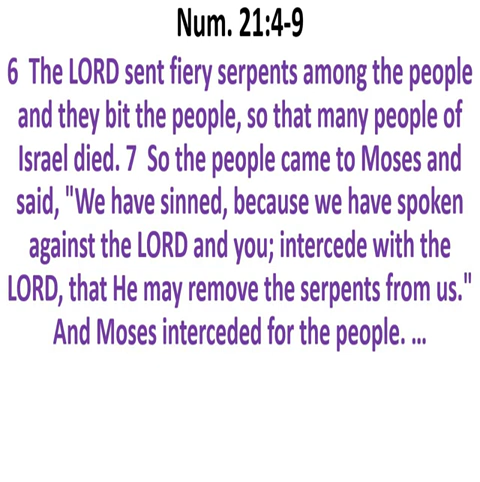 Num. 21:4-9
6  The LORD sent fiery serpents among the people
and they bit the people, so that many people of
Israel died. 7  So the people came to Moses and
said, "We have sinned, because we have spoken
against the LORD and you; intercede with the
LORD, that He may remove the serpents from us."
And Moses interceded for the people. ...